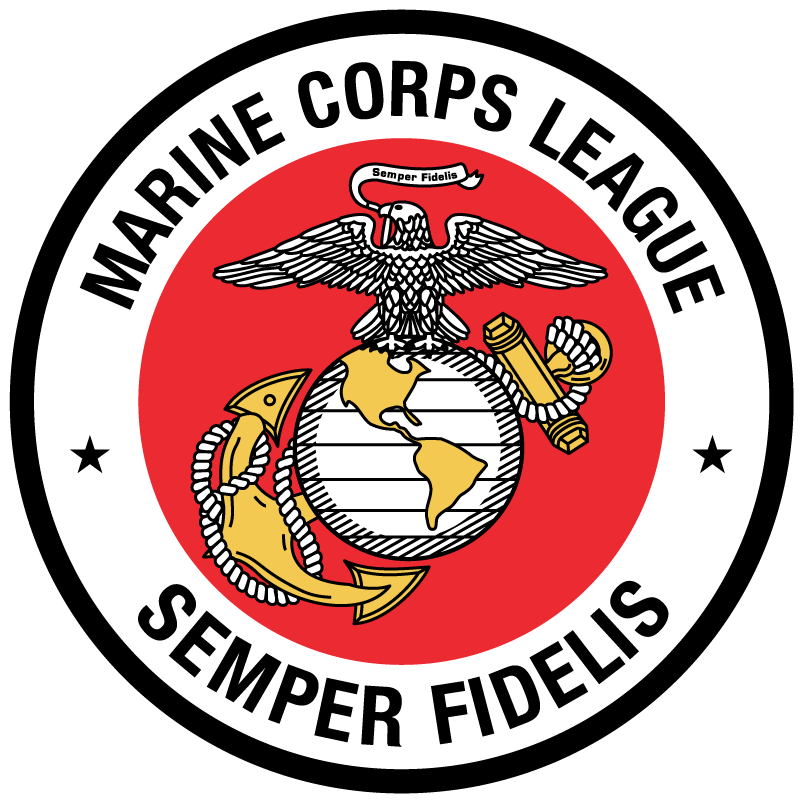 MARINE CORPS LEAGUE
Semper Fidelis
SEMPER FIDELIS